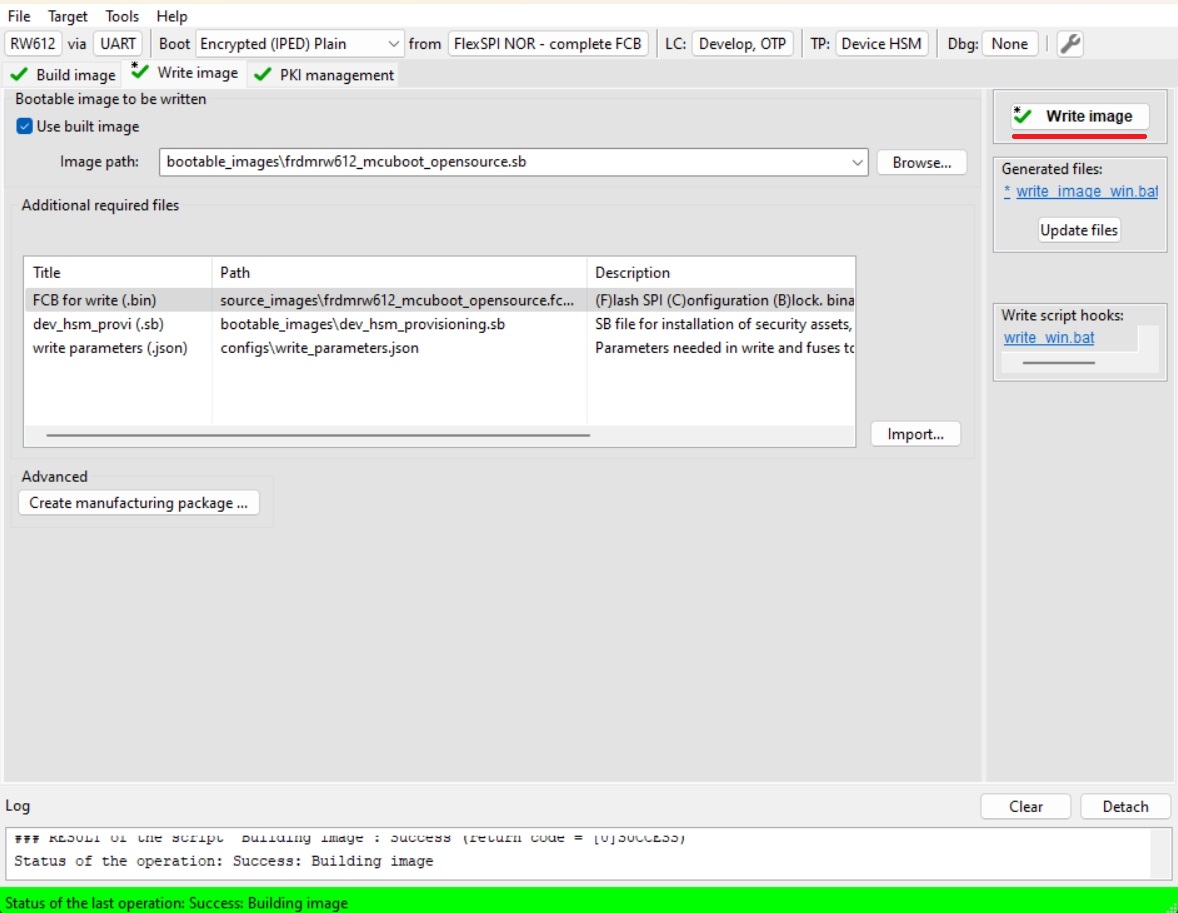 File Target Tools Help
RW612 via UART Boot Encrypted (IPED) Plain from FlexSPI NOR - complete FCB LC: Develop, OTP TP: Device HSM Dbg: None
Build image * Write image PKI management
Bootable image to be written
Use built image
Image path: bootable_images\frdmrw612_mcuboot_opensource.sb Browse...
Additional required files
Title Path Description
FCB for write (.bin) source_images\frdmrw612_mcuboot_opensource.fc... (F)lash SPI (C)onfiguration (B)lock. bina
dev_hsm_provi (.sb) bootable_images\dev_hsm_provisioning.sb SB file for installation of security assets,
write parameters (.json) configs\write_parameters.json Parameters needed in write and fuses to
Import...
Advanced
Create manufacturing package ...
* Write image
Generated files:
* write_image_win.bat
Update files
Write script hooks:
write_win.bat
Log Clear Detach
### RESULT of the script "Building image": Success (return code = [0]SUCCESS)
Status of the operation: Success: Building image
Status of the last operation: Success: Building image